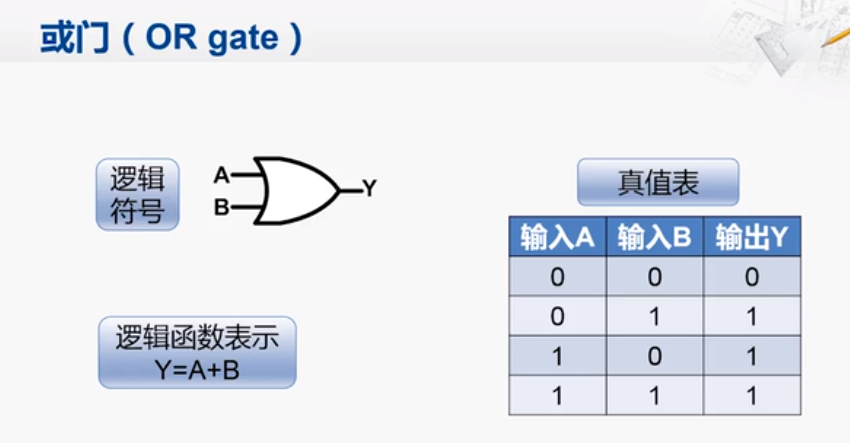 或门（OR gate）
逻辑
符号
A
B
Y
逻辑函数表示
Y=A+B
真值表
输入A 输入B 输出Y
0 0 0
0 1 1
1 0 1
1 1 1